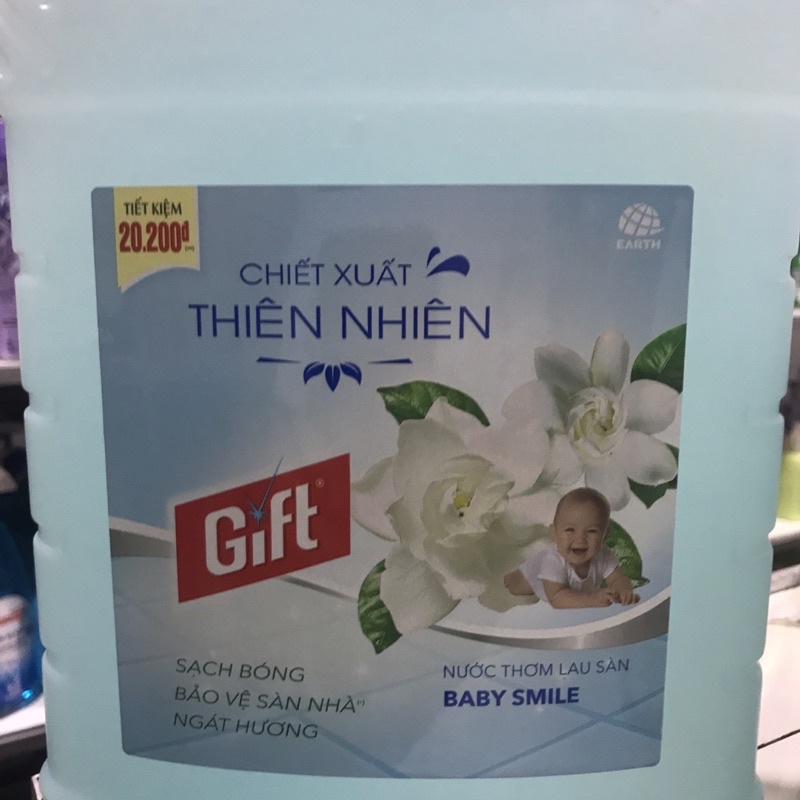 TIẾT KIỆM
20.200đ
EARTH
CHIẾT XUẤT
THIÊN NHIÊN
Gift®
SẠCH BÓNG
BẢO VỆ SÀN NHÀ(*)
NGÁT HƯƠNG
NƯỚC THƠM LAU SÀN
BABY SMILE